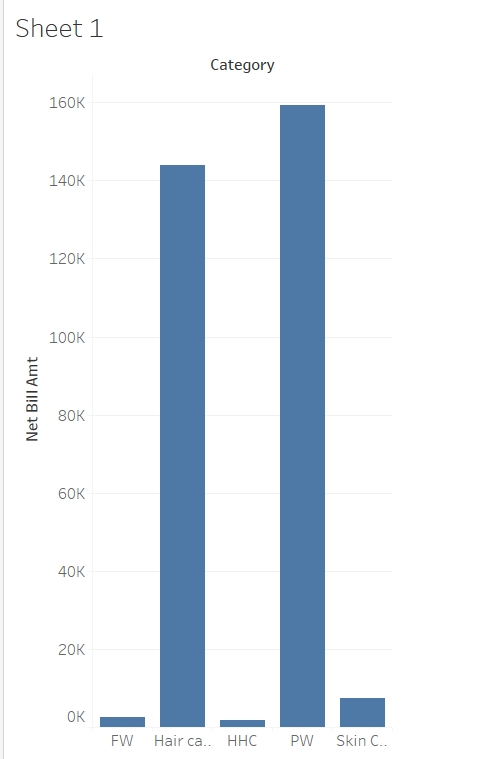 Sheet 1
Category
160K
140K
120K
100K
80K
60K
40K
20K
0K
Net Bill Amt
FW Hair ca.. HHC PW Skin C..